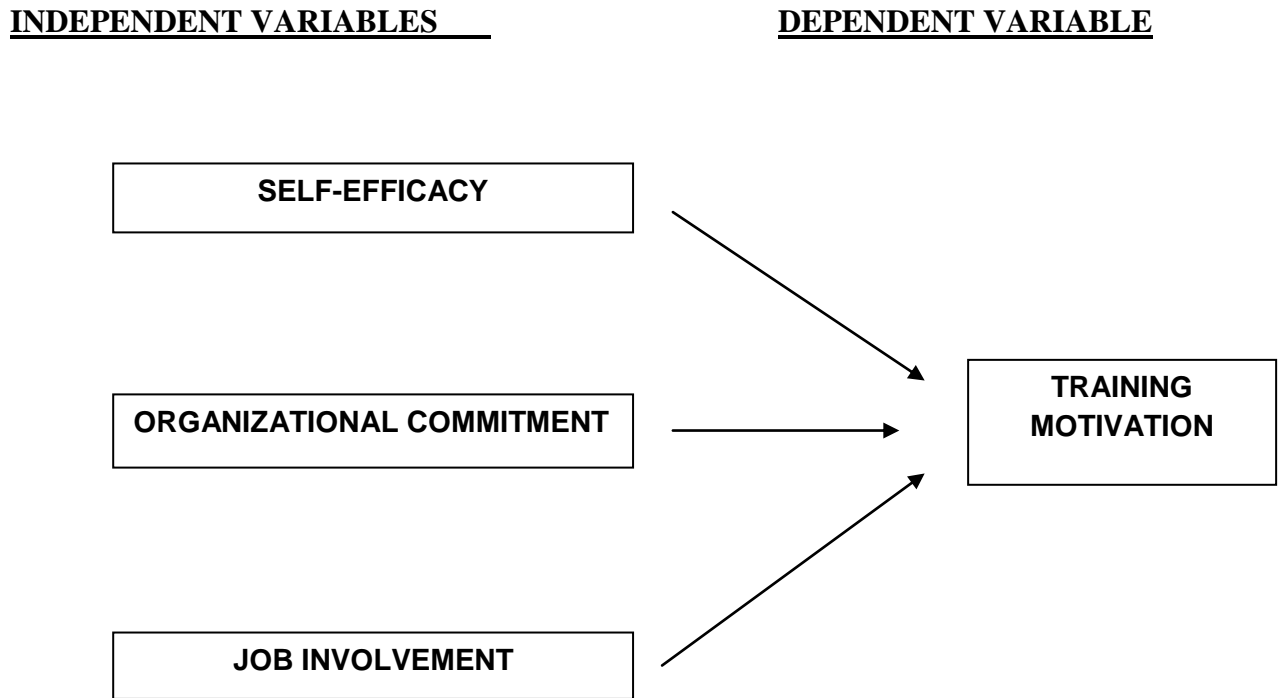 INDEPENDENT VARIABLES
DEPENDENT VARIABLE
SELF-EFFICACY
ORGANIZATIONAL COMMITMENT
TRAINING
MOTIVATION
JOB INVOLVEMENT